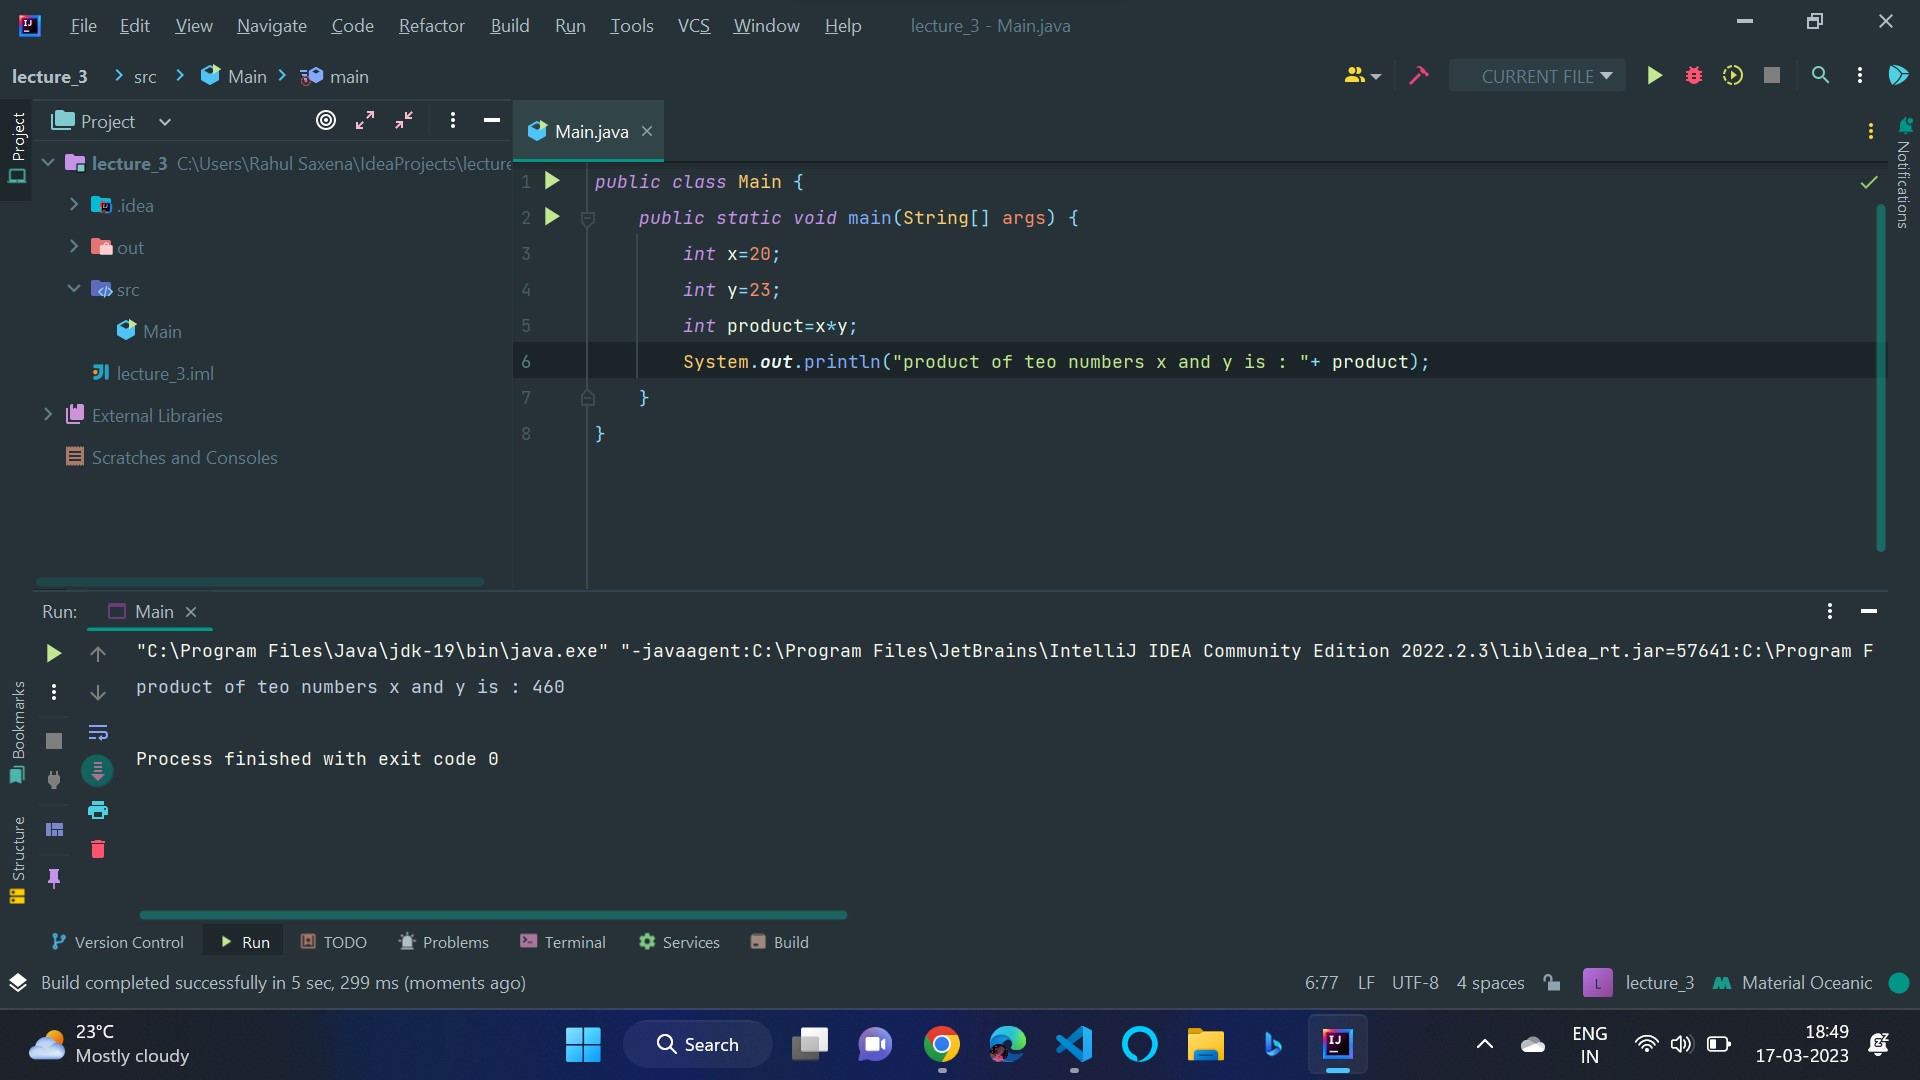 File Edit View Navigate Code Refactor Build Run Tools VCS Window Help lecture_3 - Main.java
lecture_3 src Main main
CURRENT FILE
Project
Project
Main.java
Notifications
lecture_3 C:\Users\Rahul Saxena\IdeaProjects\lecture
.idea
out
src
Main
lecture_3.iml
External Libraries
Scratches and Consoles
1 public class Main {
2 public static void main(String[] args) {
3 int x=20;
4 int y=23;
5 int product=x*y;
6 System.out.println("product of teo numbers x and y is : "+ product);
7 }
8 }
Run: Main
"C:\Program Files\Java\jdk-19\bin\java.exe" "-javaagent:C:\Program Files\JetBrains\IntelliJ IDEA Community Edition 2022.2.3\lib\idea_rt.jar=57641:C:\Program F
product of teo numbers x and y is : 460
Process finished with exit code 0
Bookmarks
Structure
Version Control Run TODO Problems Terminal Services Build
Build completed successfully in 5 sec, 299 ms (moments ago) 6:77 LF UTF-8 4 spaces L lecture_3 Material Oceanic
23°C
Mostly cloudy
Search
IJ
ENG
IN
18:49
17-03-2023